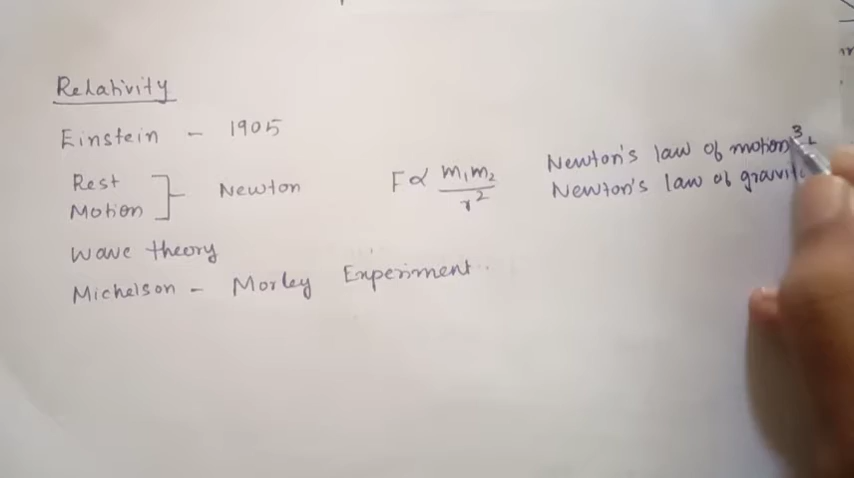 Relativity
Einstein - 1905
Rest
Motion
Newton
F∝ m₁m₂ / r²
Newton's law of motion 3
Newton's law of
Wave theory
Michelson - Morley Experiment